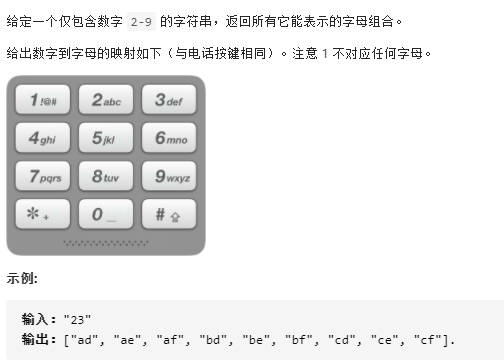 给定一个仅包含数字 2-9 的字符串，返回所有它能表示的字母组合。
给出数字到字母的映射如下（与电话按键相同）。注意 1 不对应任何字母。
1 !@# 2 abc 3 def
4 ghi 5 jkl 6 mno
7 pqrs 8 tuv 9 wxyz
* + 0 _ # ⇧
示例:
输入："23"
输出：["ad", "ae", "af", "bd", "be", "bf", "cd", "ce", "cf"].